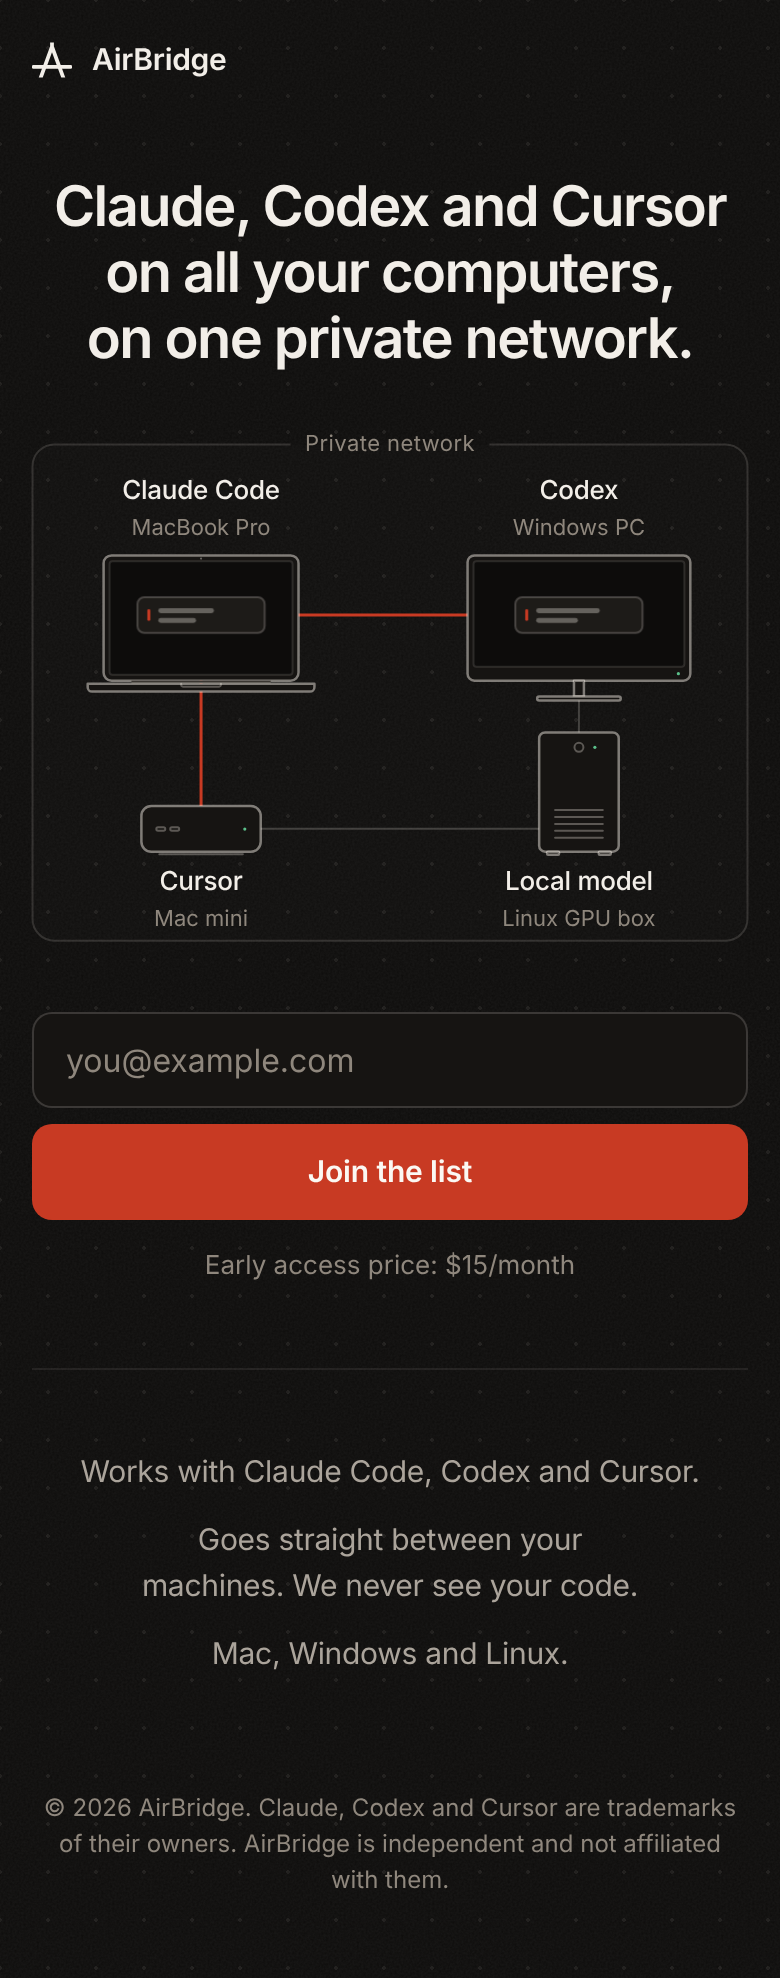 AirBridge
Claude, Codex and Cursor
on all your computers,
on one private network.
Private network
Claude Code
MacBook Pro
Codex
Windows PC
Cursor
Mac mini
Local model
Linux GPU box
you@example.com
Join the list
Early access price: $15/month
Works with Claude Code, Codex and Cursor.
Goes straight between your
machines. We never see your code.
Mac, Windows and Linux.
© 2026 AirBridge. Claude, Codex and Cursor are trademarks
of their owners. AirBridge is independent and not affiliated
with them.